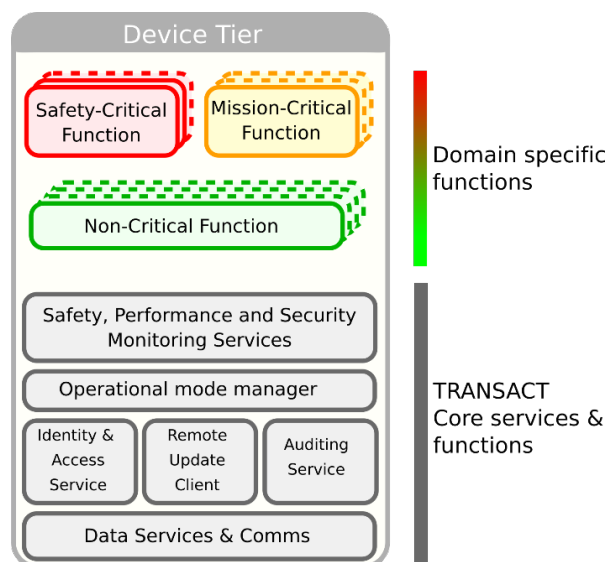 Device Tier
Safety-Critical
Function
Mission-Critical
Function
Non-Critical Function
Domain specific
functions
Safety, Performance and Security
Monitoring Services
Operational mode manager
Identity &
Access
Service
Remote
Update
Client
Auditing
Service
Data Services & Comms
TRANSACT
Core services &
functions